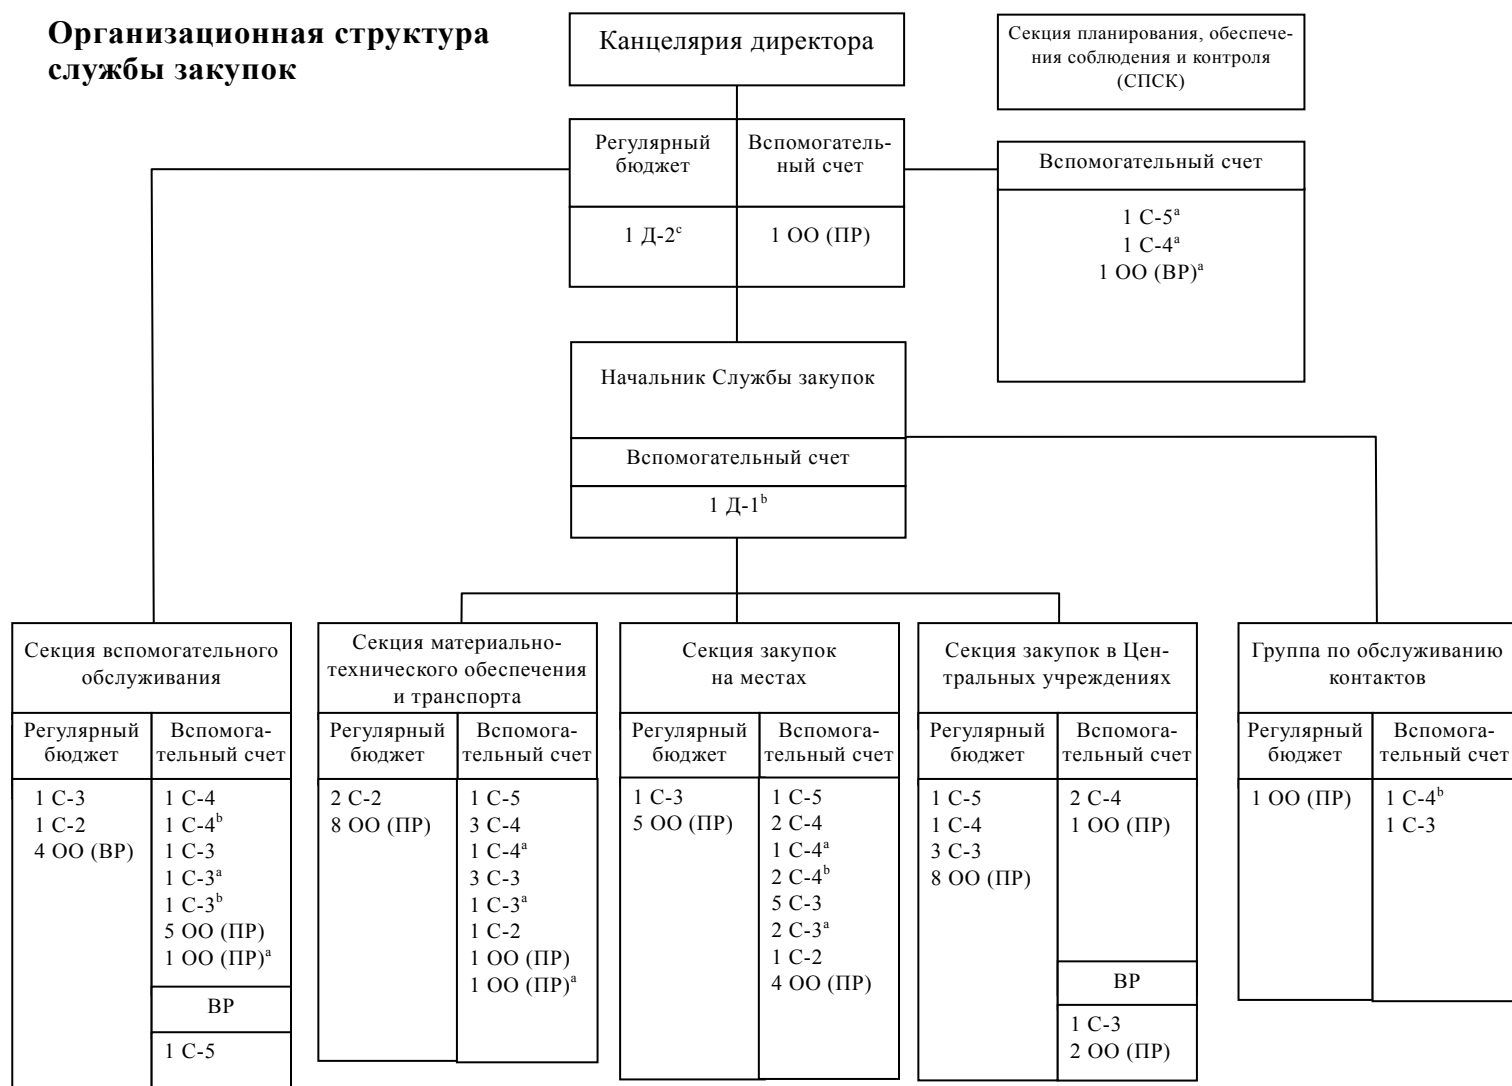 Организационная структура
службы закупок
Канцелярия директора
Секция планирования, обеспече-
ния соблюдения и контроля
(СПСК)
Регулярный
бюджет
Вспомогатель-
ный счет
1 Д-2ᶜ
1 ОО (ПР)
Вспомогательный счет
1 С-5ᵃ
1 С-4ᵃ
1 ОО (ВР)ᵃ
Начальник Службы закупок
Вспомогательный счет
1 Д-1ᵇ
Секция вспомогательного
обслуживания
Регулярный
бюджет
Вспомога-
тельный счет
1 С-3
1 С-2
4 ОО (ВР)
1 С-4
1 С-4ᵇ
1 С-3
1 С-3ᵃ
1 С-3ᵇ
5 ОО (ПР)
1 ОО (ПР)ᵃ
ВР
1 С-5
Секция материально-
технического обеспечения
и транспорта
Регулярный
бюджет
Вспомога-
тельный счет
2 С-2
8 ОО (ПР)
1 С-5
3 С-4
1 С-4ᵃ
3 С-3
1 С-3ᵃ
1 С-2
1 ОО (ПР)
1 ОО (ПР)ᵃ
Секция закупок
на местах
Регулярный
бюджет
Вспомога-
тельный счет
1 С-3
5 ОО (ПР)
1 С-5
2 С-4
1 С-4ᵃ
2 С-4ᵇ
5 С-3
2 С-3ᵃ
1 С-2
4 ОО (ПР)
Секция закупок в Цен-
тральных учреждениях
Регулярный
бюджет
Вспомога-
тельный счет
1 С-5
1 С-4
3 С-3
8 ОО (ПР)
2 С-4
1 ОО (ПР)
ВР
1 С-3
2 ОО (ПР)
Группа по обслуживанию
контактов
Регулярный
бюджет
Вспомога-
тельный счет
1 ОО (ПР)
1 С-4ᵇ
1 С-3